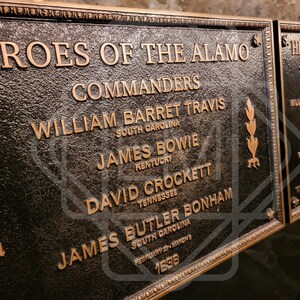 ROES OF THE ALAMO
COMMANDERS
WILLIAM BARRET TRAVIS
SOUTH CAROLINA
JAMES BOWIE
KENTUCKY
DAVID CROCKETT
TENNESSEE
JAMES BUTLER BONHAM
SOUTH CAROLINA
1836